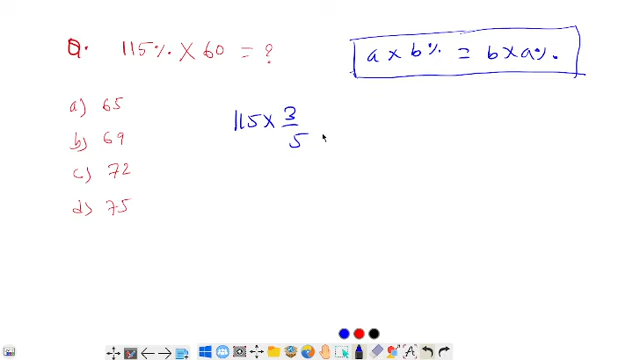 Q. 115% × 60 = ?
a × b% = b × a%.
a) 65
b) 69
c) 72
d) 75
115 × 3/5